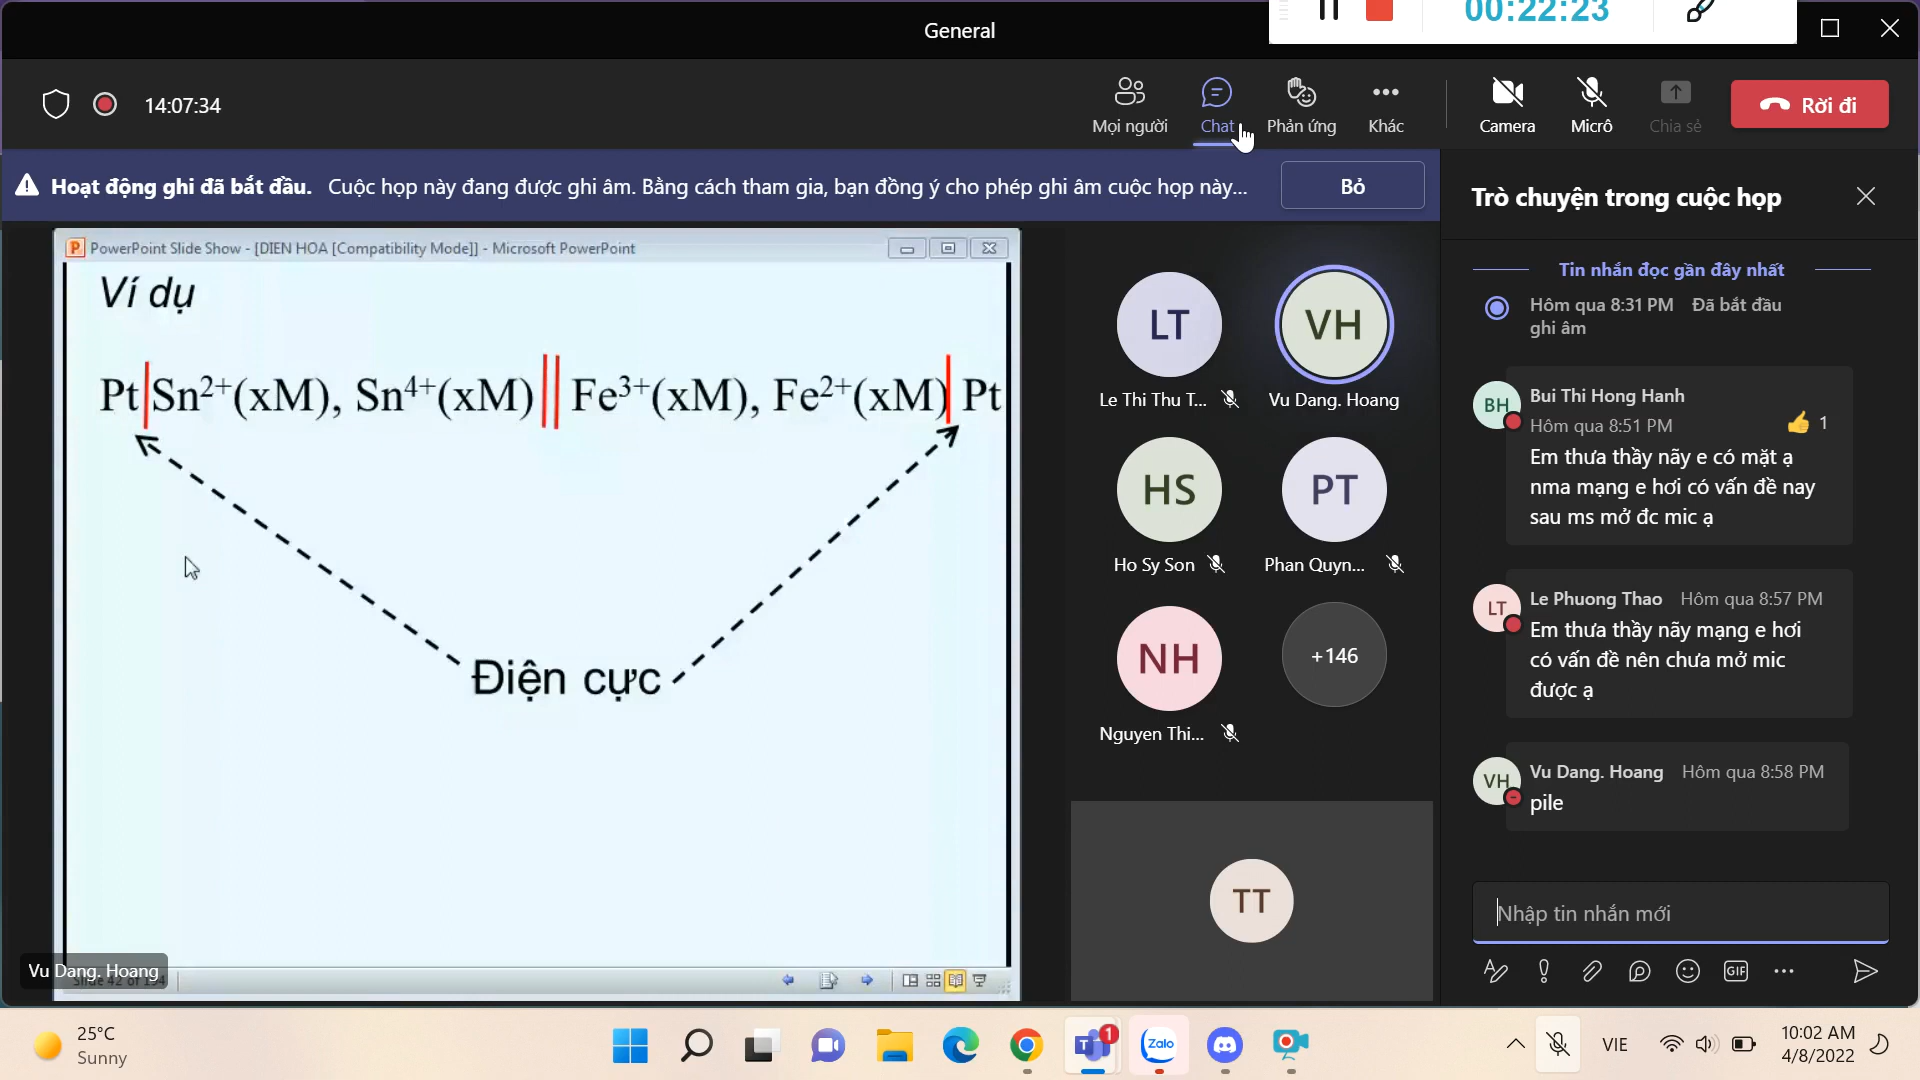 General
00:22:23
14:07:34
Mọi người
Chat
Phản ứng
Khác
Camera
Micrô
Chia sẻ
Rời đi
Hoạt động ghi đã bắt đầu. Cuộc họp này đang được ghi âm. Bằng cách tham gia, bạn đồng ý cho phép ghi âm cuộc họp này...
Bỏ
PowerPoint Slide Show - [DIEN HOA [Compatibility Mode]] - Microsoft PowerPoint
Ví dụ
Pt|Sn²⁺(xM), Sn⁴⁺(xM)|| Fe³⁺(xM), Fe²⁺(xM)| Pt
Điện cực
Vu Dang. Hoang
LT
Le Thi Thu T...
VH
Vu Dang. Hoang
HS
Ho Sy Son
PT
Phan Quyn...
NH
Nguyen Thi...
+146
TT
Trò chuyện trong cuộc họp
Tin nhắn đọc gần đây nhất
Hôm qua 8:31 PM Đã bắt đầu
ghi âm
BH
Bui Thi Hong Hanh
Hôm qua 8:51 PM
1
Em thưa thầy nãy e có mặt ạ
nma mạng e hơi có vấn đề nay
sau ms mở đc mic ạ
LT
Le Phuong Thao Hôm qua 8:57 PM
Em thưa thầy nãy mạng e hơi
có vấn đề nên chưa mở mic
được ạ
VH
Vu Dang. Hoang Hôm qua 8:58 PM
pile
Nhập tin nhắn mới
GIF
25°C
Sunny
1
Zalo
VIE
10:02 AM
4/8/2022